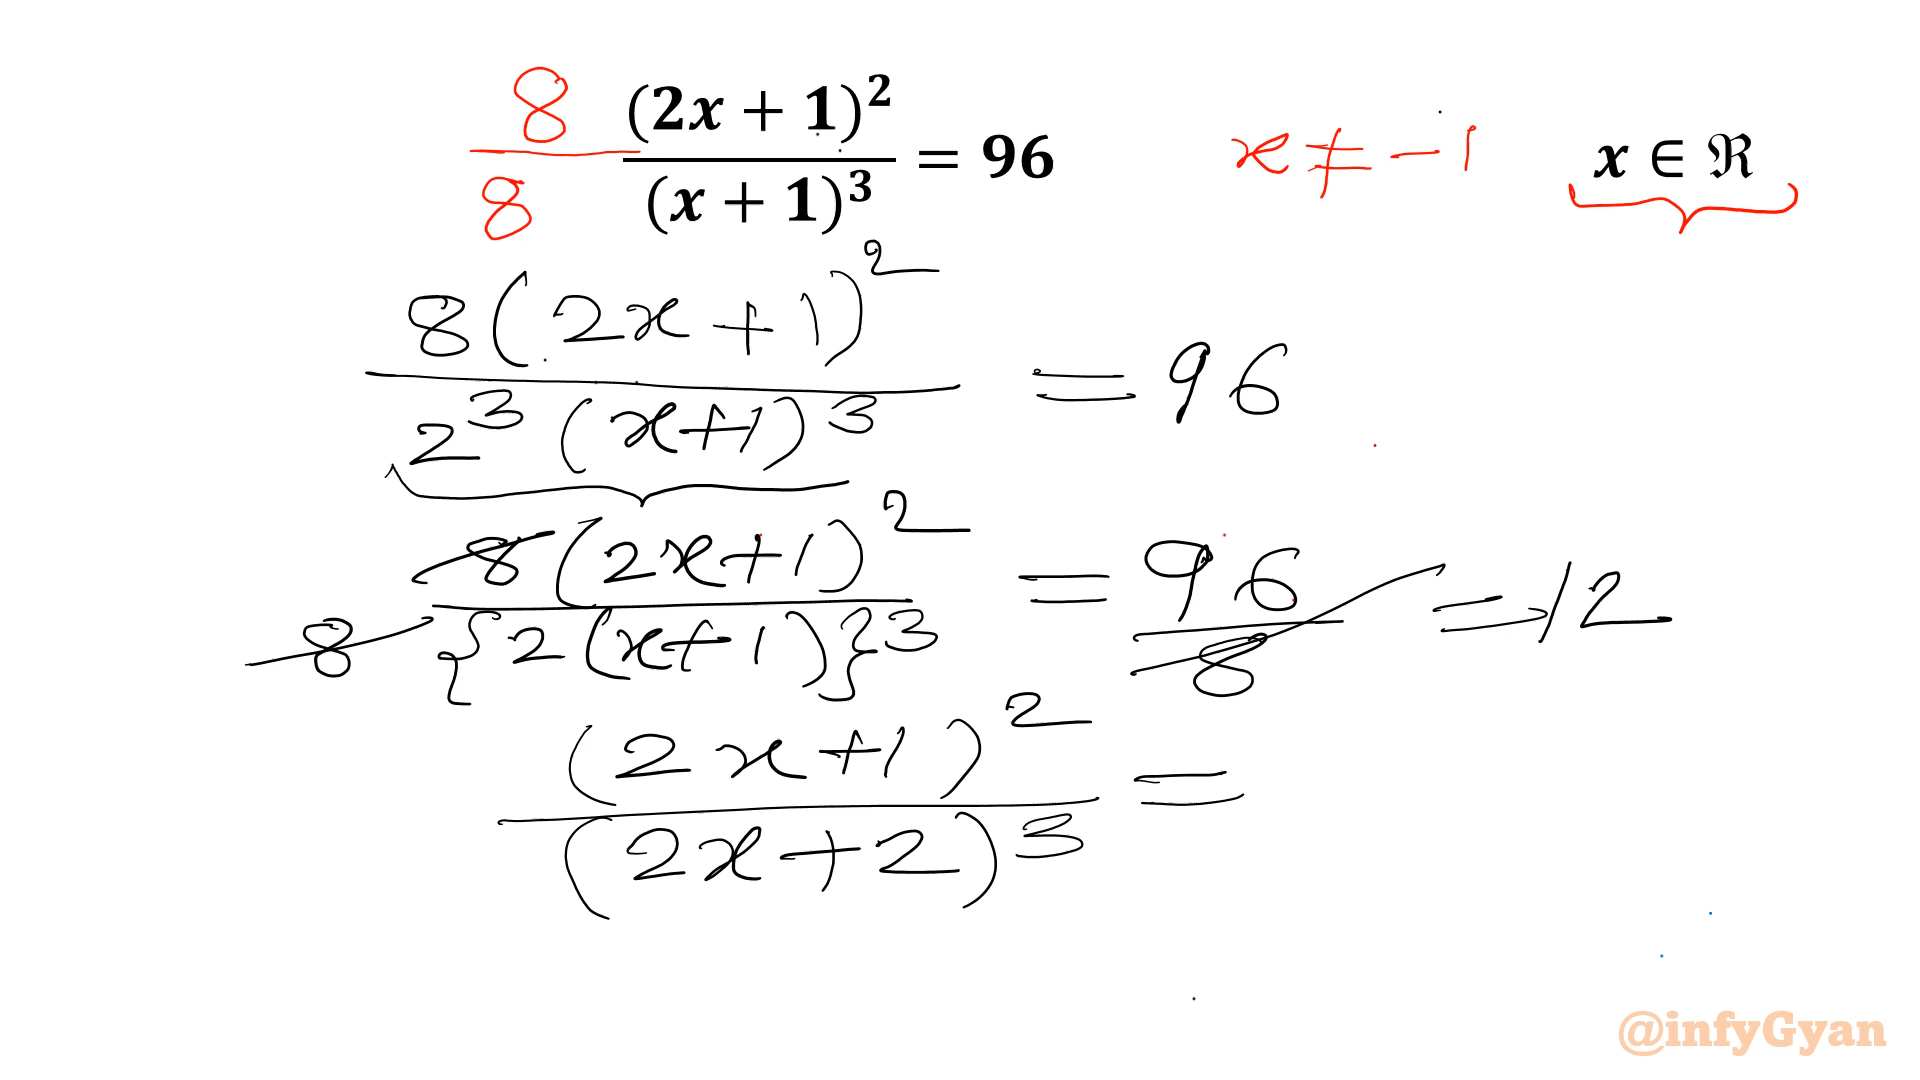 8/8 (2x + 1)²/(x + 1)³ = 96 x ≠ -1 x ∈ ℜ
8(2x+1)²/2³(x+1)³ = 96
8(2x+1)²/8{2(x+1)}³ = 96/8 = 12
(2x+1)²/(2x+2)³ =
@infyGyan